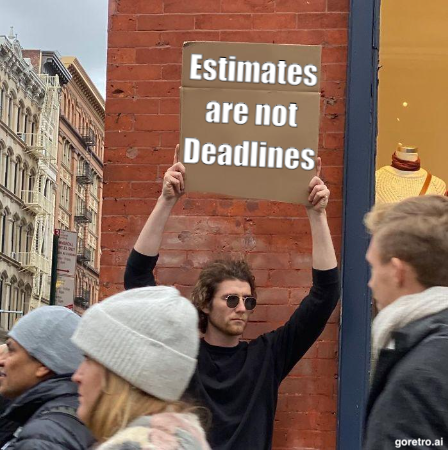 Estimates
are not
Deadlines
goretro.ai